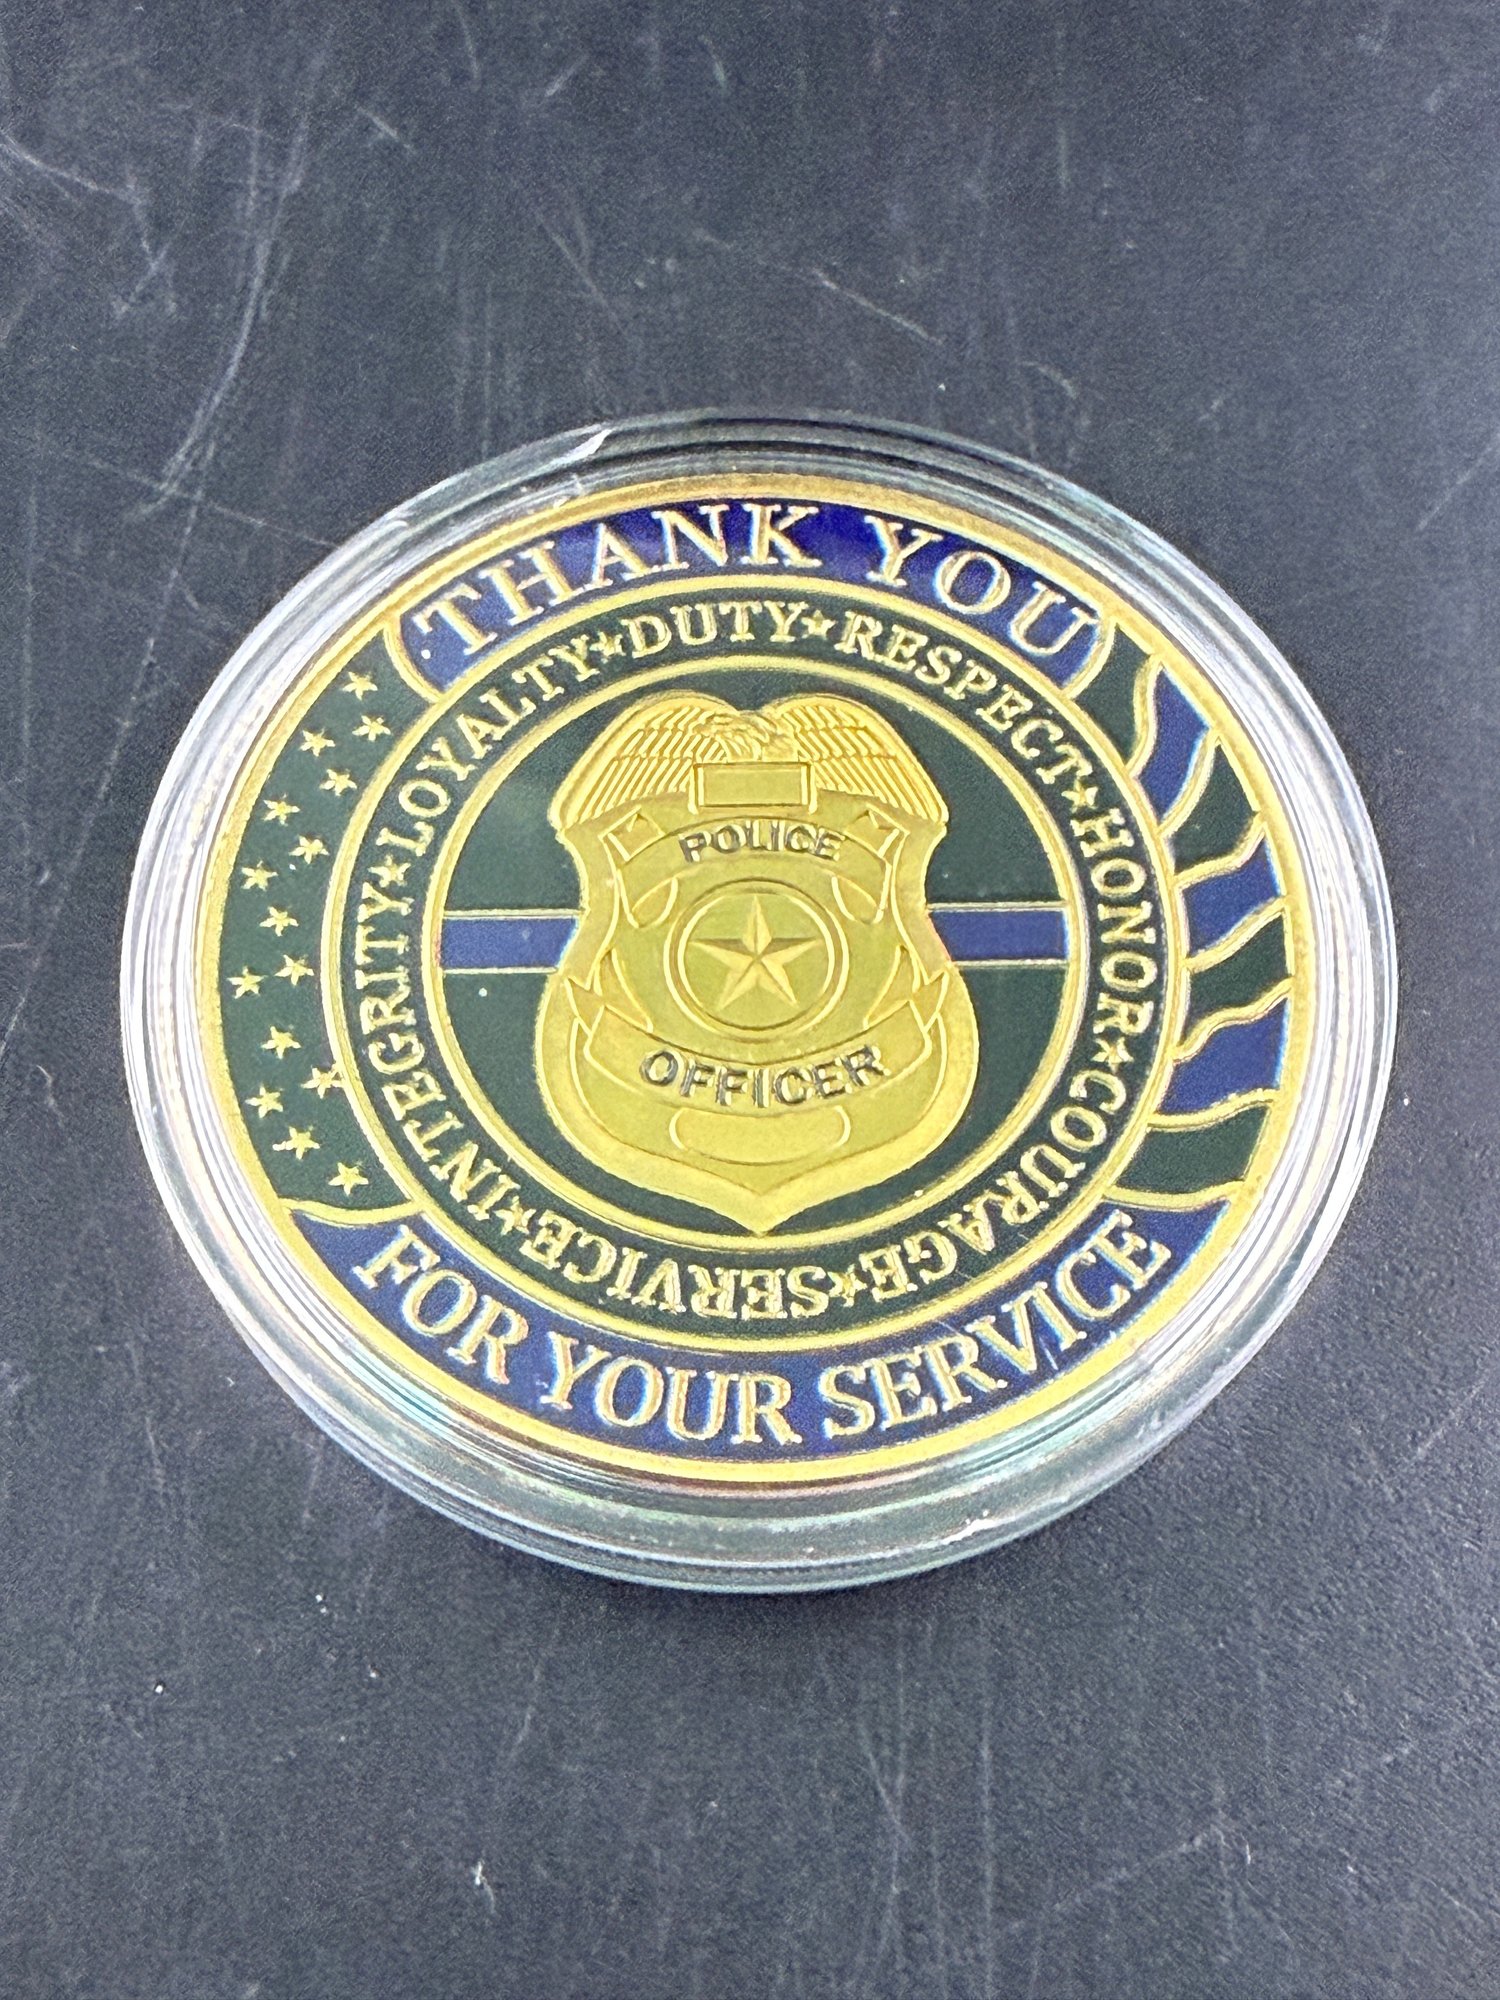 THANK YOU
LOYALTY★DUTY★RESPECT★HONOR★COURAGE★SERVICE★INTEGRITY★
POLICE
OFFICER
FOR YOUR SERVICE